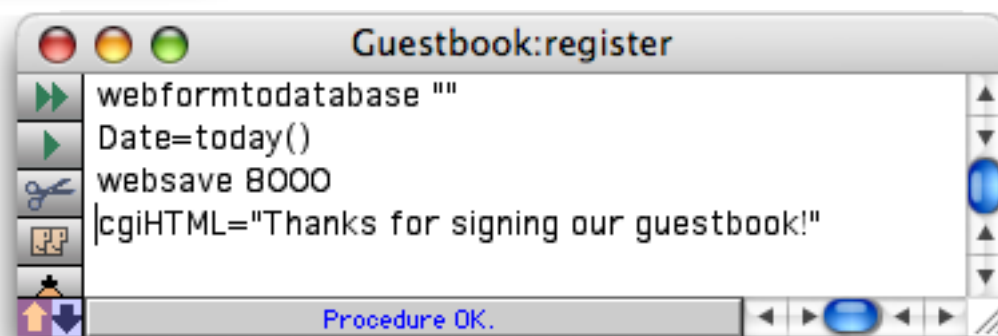 Guestbook:register
webformtodatabase ""
Date=today()
websave 8000
cgiHTML="Thanks for signing our guestbook!"
Procedure OK.